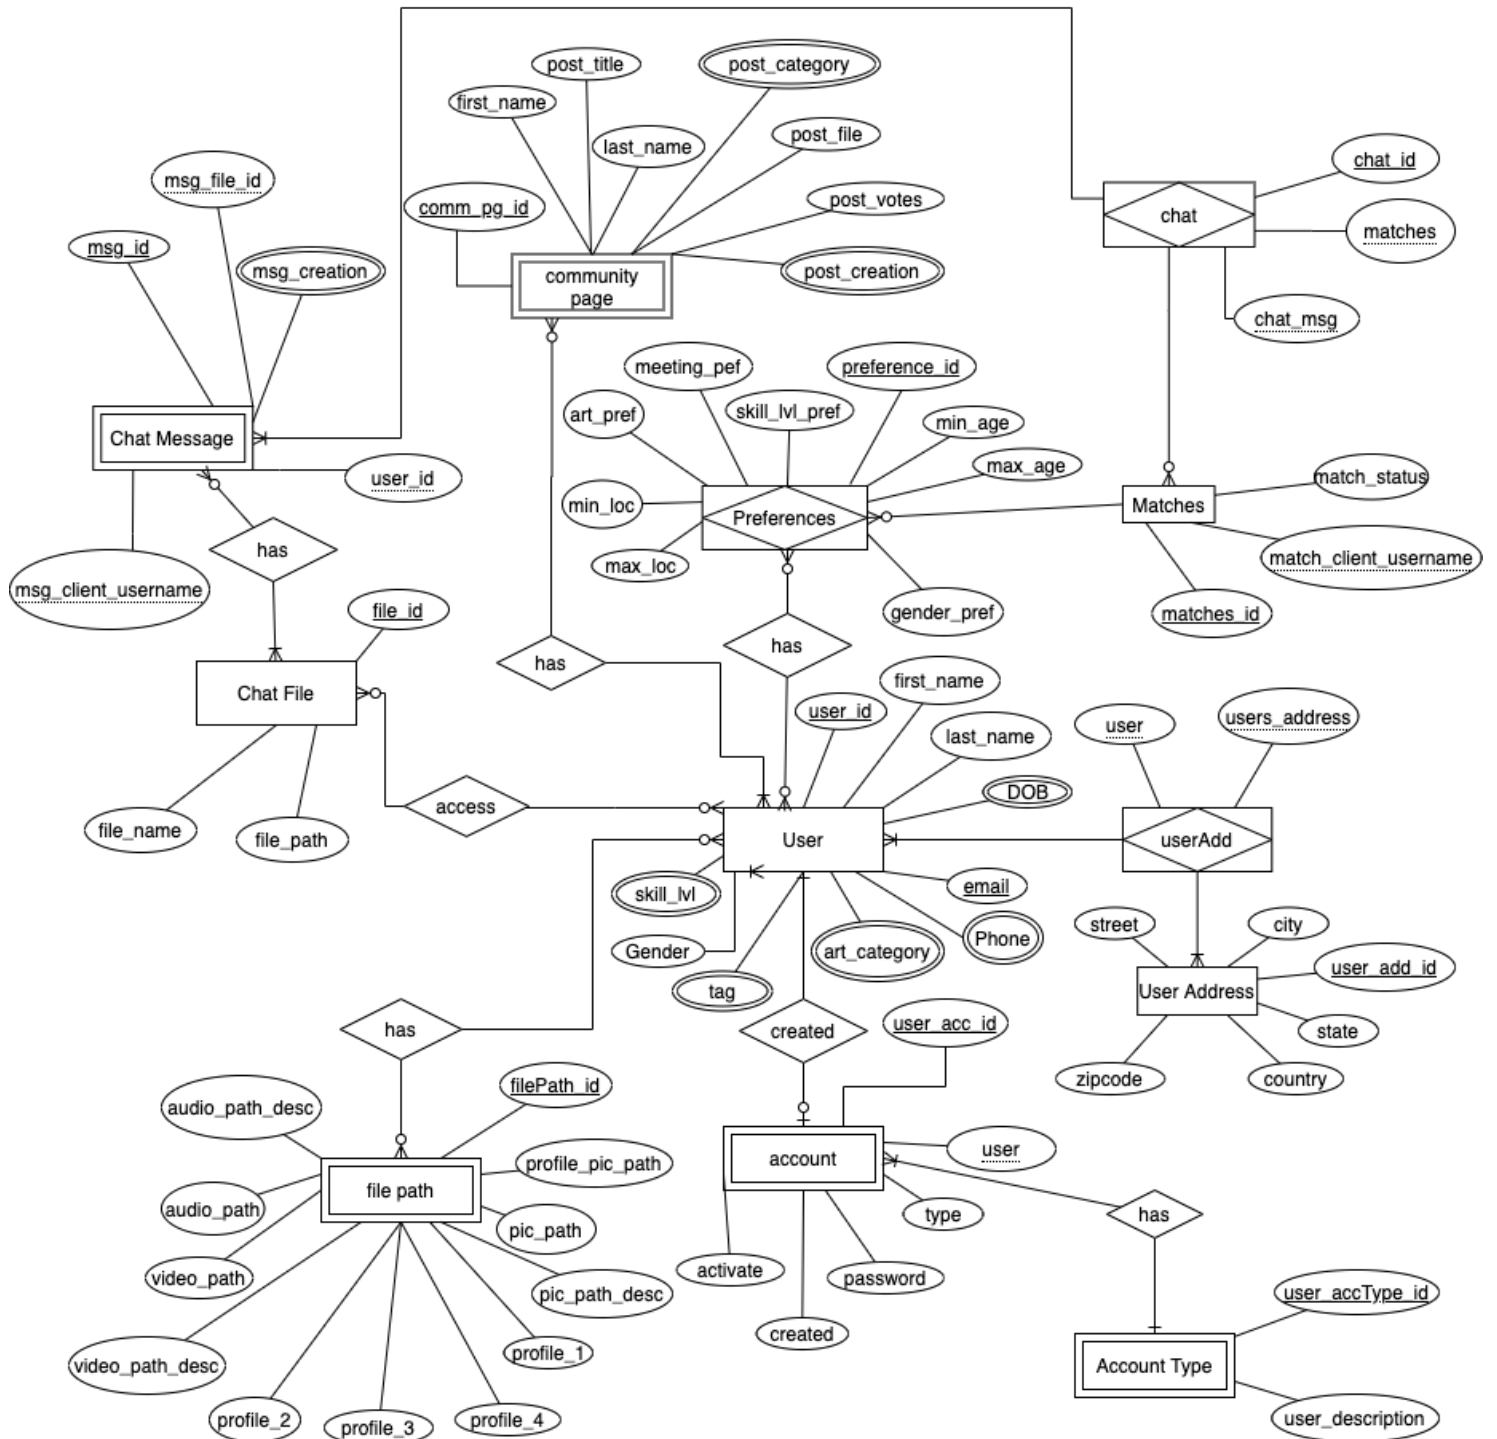 post_title
post_category
first_name
last_name
post_file
chat_id
msg_file_id
comm_pg_id
post_votes
chat
matches
msg_id
msg_creation
community
page
post_creation
chat_msg
meeting_pef
preference_id
art_pref
skill_lvl_pref
min_age
Chat Message
max_age
user_id
match_status
min_loc
Preferences
Matches
has
max_loc
match_client_username
msg_client_username
file_id
gender_pref
matches_id
has
has
Chat File
first_name
user_id
users_address
user
last_name
DOB
access
file_name
file_path
User
userAdd
skill_lvl
email
street
city
Gender
art_category
Phone
user_add_id
tag
User Address
has
created
user_acc_id
state
filePath_id
zipcode
country
audio_path_desc
user
profile_pic_path
account
file path
audio_path
type
has
pic_path
video_path
activate
password
pic_path_desc
user_accType_id
created
profile_1
video_path_desc
Account Type
profile_2
profile_3
profile_4
user_description